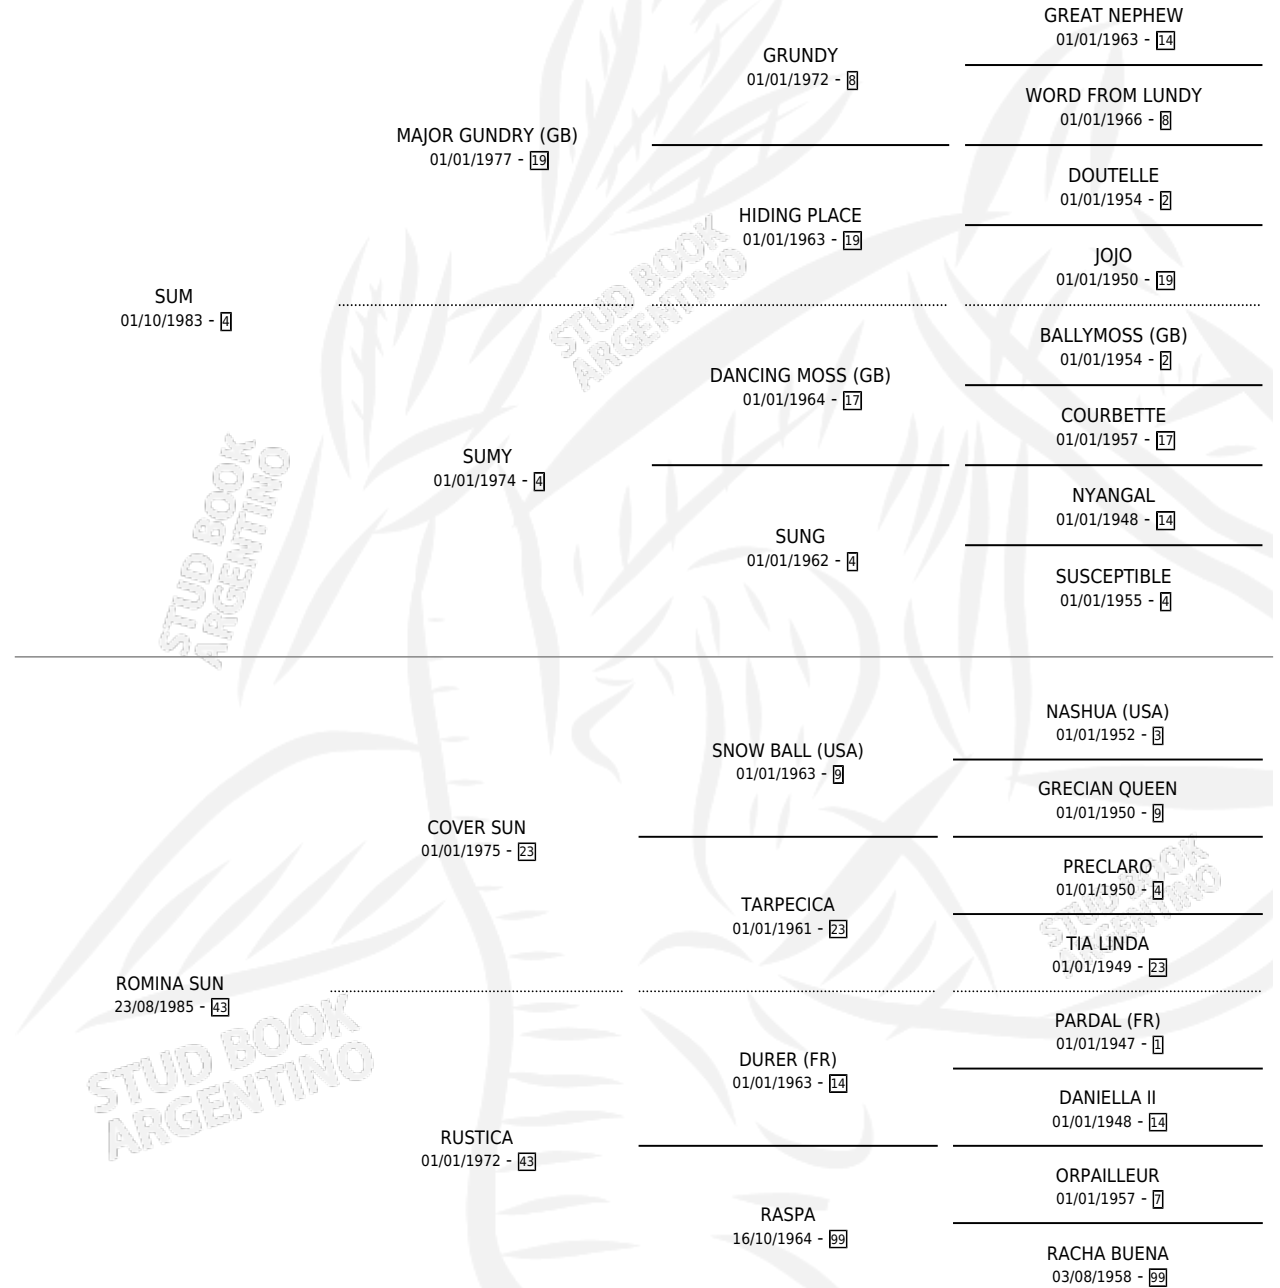 GREAT NEPHEW
01/01/1963 - 14
GRUNDY
01/01/1972 - 8
WORD FROM LUNDY
01/01/1966 - 8
MAJOR GUNDRY (GB)
01/01/1977 - 19
DOUTELLE
01/01/1954 - 2
HIDING PLACE
01/01/1963 - 19
JOJO
01/01/1950 - 19
SUM
01/10/1983 - 4
STUD BOOK
ARGENTINO
BALLYMOSS (GB)
01/01/1954 - 2
DANCING MOSS (GB)
01/01/1964 - 17
COURBETTE
01/01/1957 - 17
SUMY
01/01/1974 - 4
NYANGAL
01/01/1948 - 14
SUNG
01/01/1962 - 4
SUSCEPTIBLE
01/01/1955 - 4
STUD BOOK
ARGENTINO
NASHUA (USA)
01/01/1952 - 3
SNOW BALL (USA)
01/01/1963 - 9
GRECIAN QUEEN
01/01/1950 - 9
COVER SUN
01/01/1975 - 23
PRECLARO
01/01/1950 - 4
STUD BOOK
ARGENTINO
TARPECICA
01/01/1961 - 23
TIA LINDA
01/01/1949 - 23
ROMINA SUN
23/08/1985 - 43
STUD BOOK
ARGENTINO
PARDAL (FR)
01/01/1947 - 1
DURER (FR)
01/01/1963 - 14
DANIELLA II
01/01/1948 - 14
RUSTICA
01/01/1972 - 43
ORPAILLEUR
01/01/1957 - 7
RASPA
16/10/1964 - 99
RACHA BUENA
03/08/1958 - 99